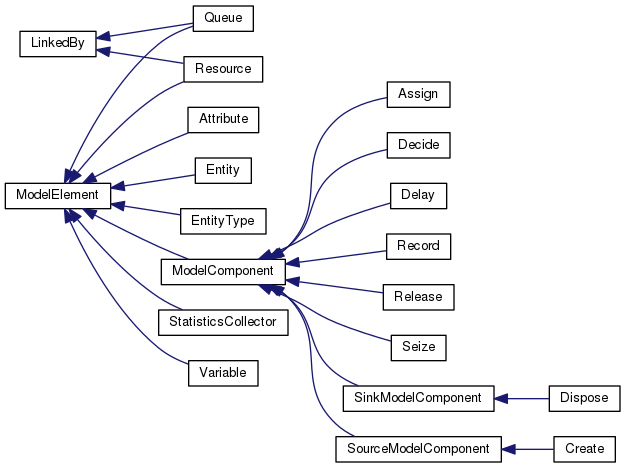 Queue
LinkedBy
Resource
Assign
Attribute
Decide
Entity
Delay
ModelElement
EntityType
Record
ModelComponent
Release
StatisticsCollector
Seize
Variable
SinkModelComponent
Dispose
SourceModelComponent
Create